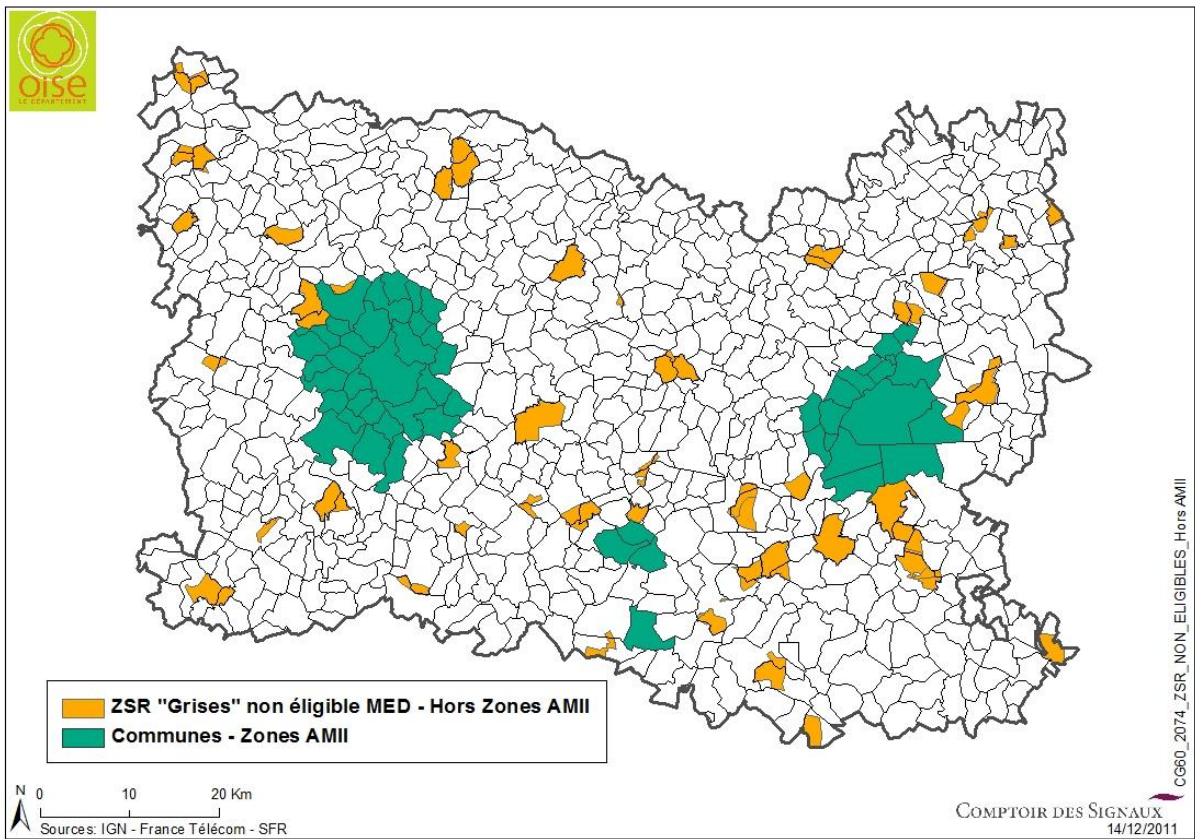 oise
LE DÉPARTEMENT
ZSR "Grises" non éligible MED - Hors Zones AMII
Communes - Zones AMII
N 0 10 20 Km
Sources: IGN - France Télécom - SFR
COMPTOIR DES SIGNAUX
14/12/2011
CG60_2074_ZSR_NON_ELIGIBLES_Hors AMII